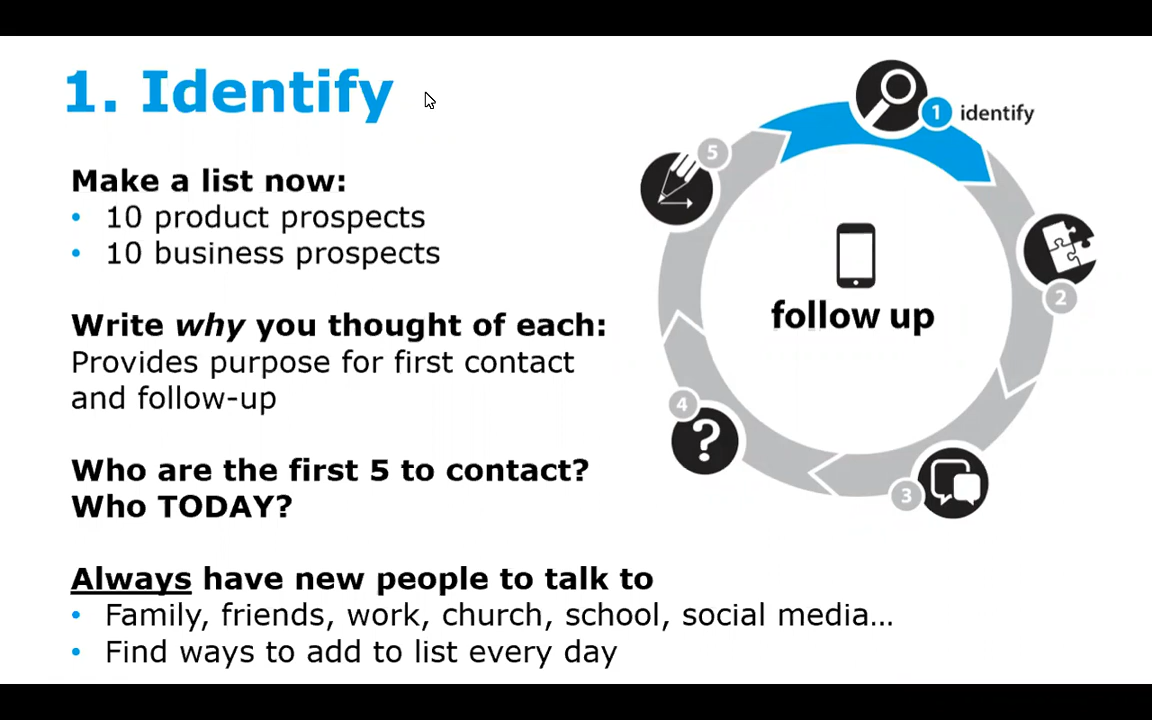 1. Identify
Make a list now:
• 10 product prospects
• 10 business prospects
Write why you thought of each:
Provides purpose for first contact
and follow-up
Who are the first 5 to contact?
Who TODAY?
Always have new people to talk to
• Family, friends, work, church, school, social media...
• Find ways to add to list every day
1 identify
2
3
4
?
5
follow up